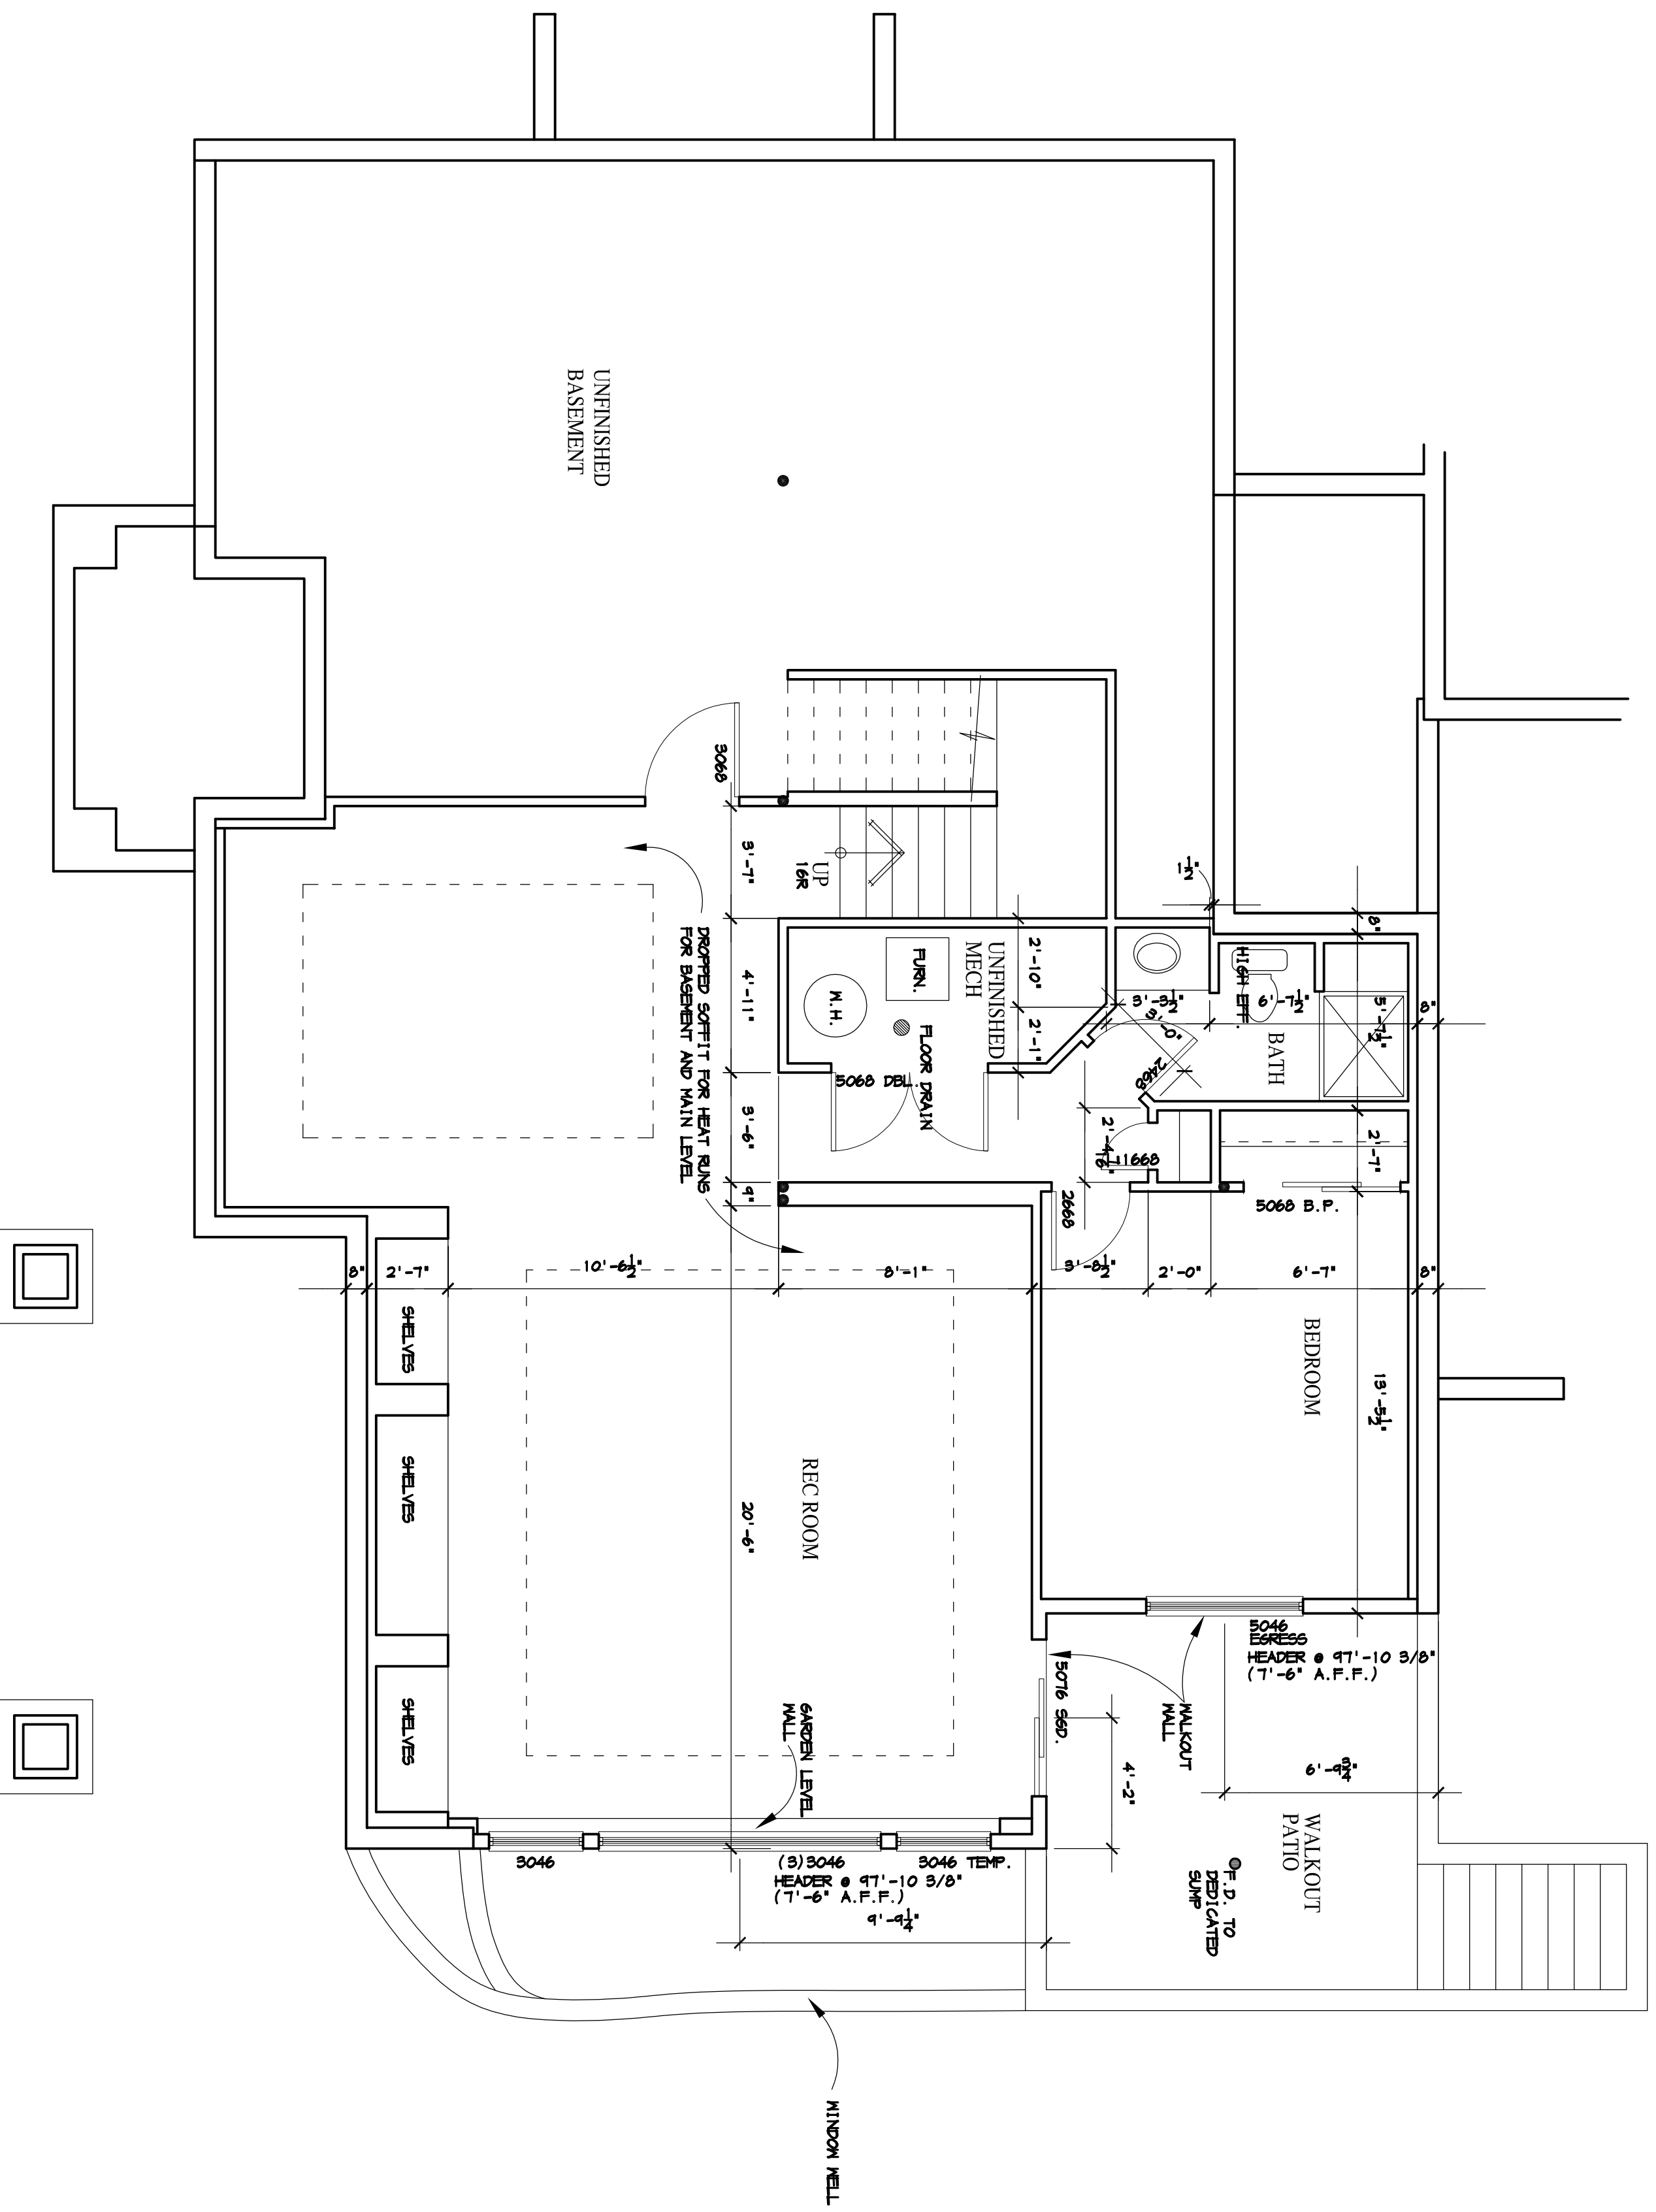 UNFINISHED
BASEMENT
3068
UP
16R
3'-7"
4'-11"
3'-6"
9"
20'-6"
DROPPED SOFFIT FOR HEAT RUNS
FOR BASEMENT AND MAIN LEVEL
UNFINISHED
MECH
FURN.
W.H.
FLOOR DRAIN
5068 DBL.
2'-10"
2'-1"
1 1/2"
8"
3'-3 1/2"
HIGH EFF.
6'-7 1/2"
5'-7 1/2"
8"
BATH
3'-0"
2468
2'-4 7/16"
1668
2668
2'-7"
5068 B.P.
8"
2'-7"
10'-6 1/2"
8'-1"
3'-8 1/2"
2'-0"
6'-7"
8"
BEDROOM
13'-5 1/2"
SHELVES
SHELVES
SHELVES
REC ROOM
5046
EGRESS
HEADER @ 97'-10 3/8"
(7'-6" A.F.F.)
5076 SGD.
WALKOUT
WALL
GARDEN LEVEL
WALL
4'-2"
6'-9 3/4"
WALKOUT
PATIO
F.D. TO
DEDICATED
SUMP
3046
(3)3046
3046 TEMP.
HEADER @ 97'-10 3/8"
(7'-6" A.F.F.)
9'-9 1/4"
WINDOW WELL